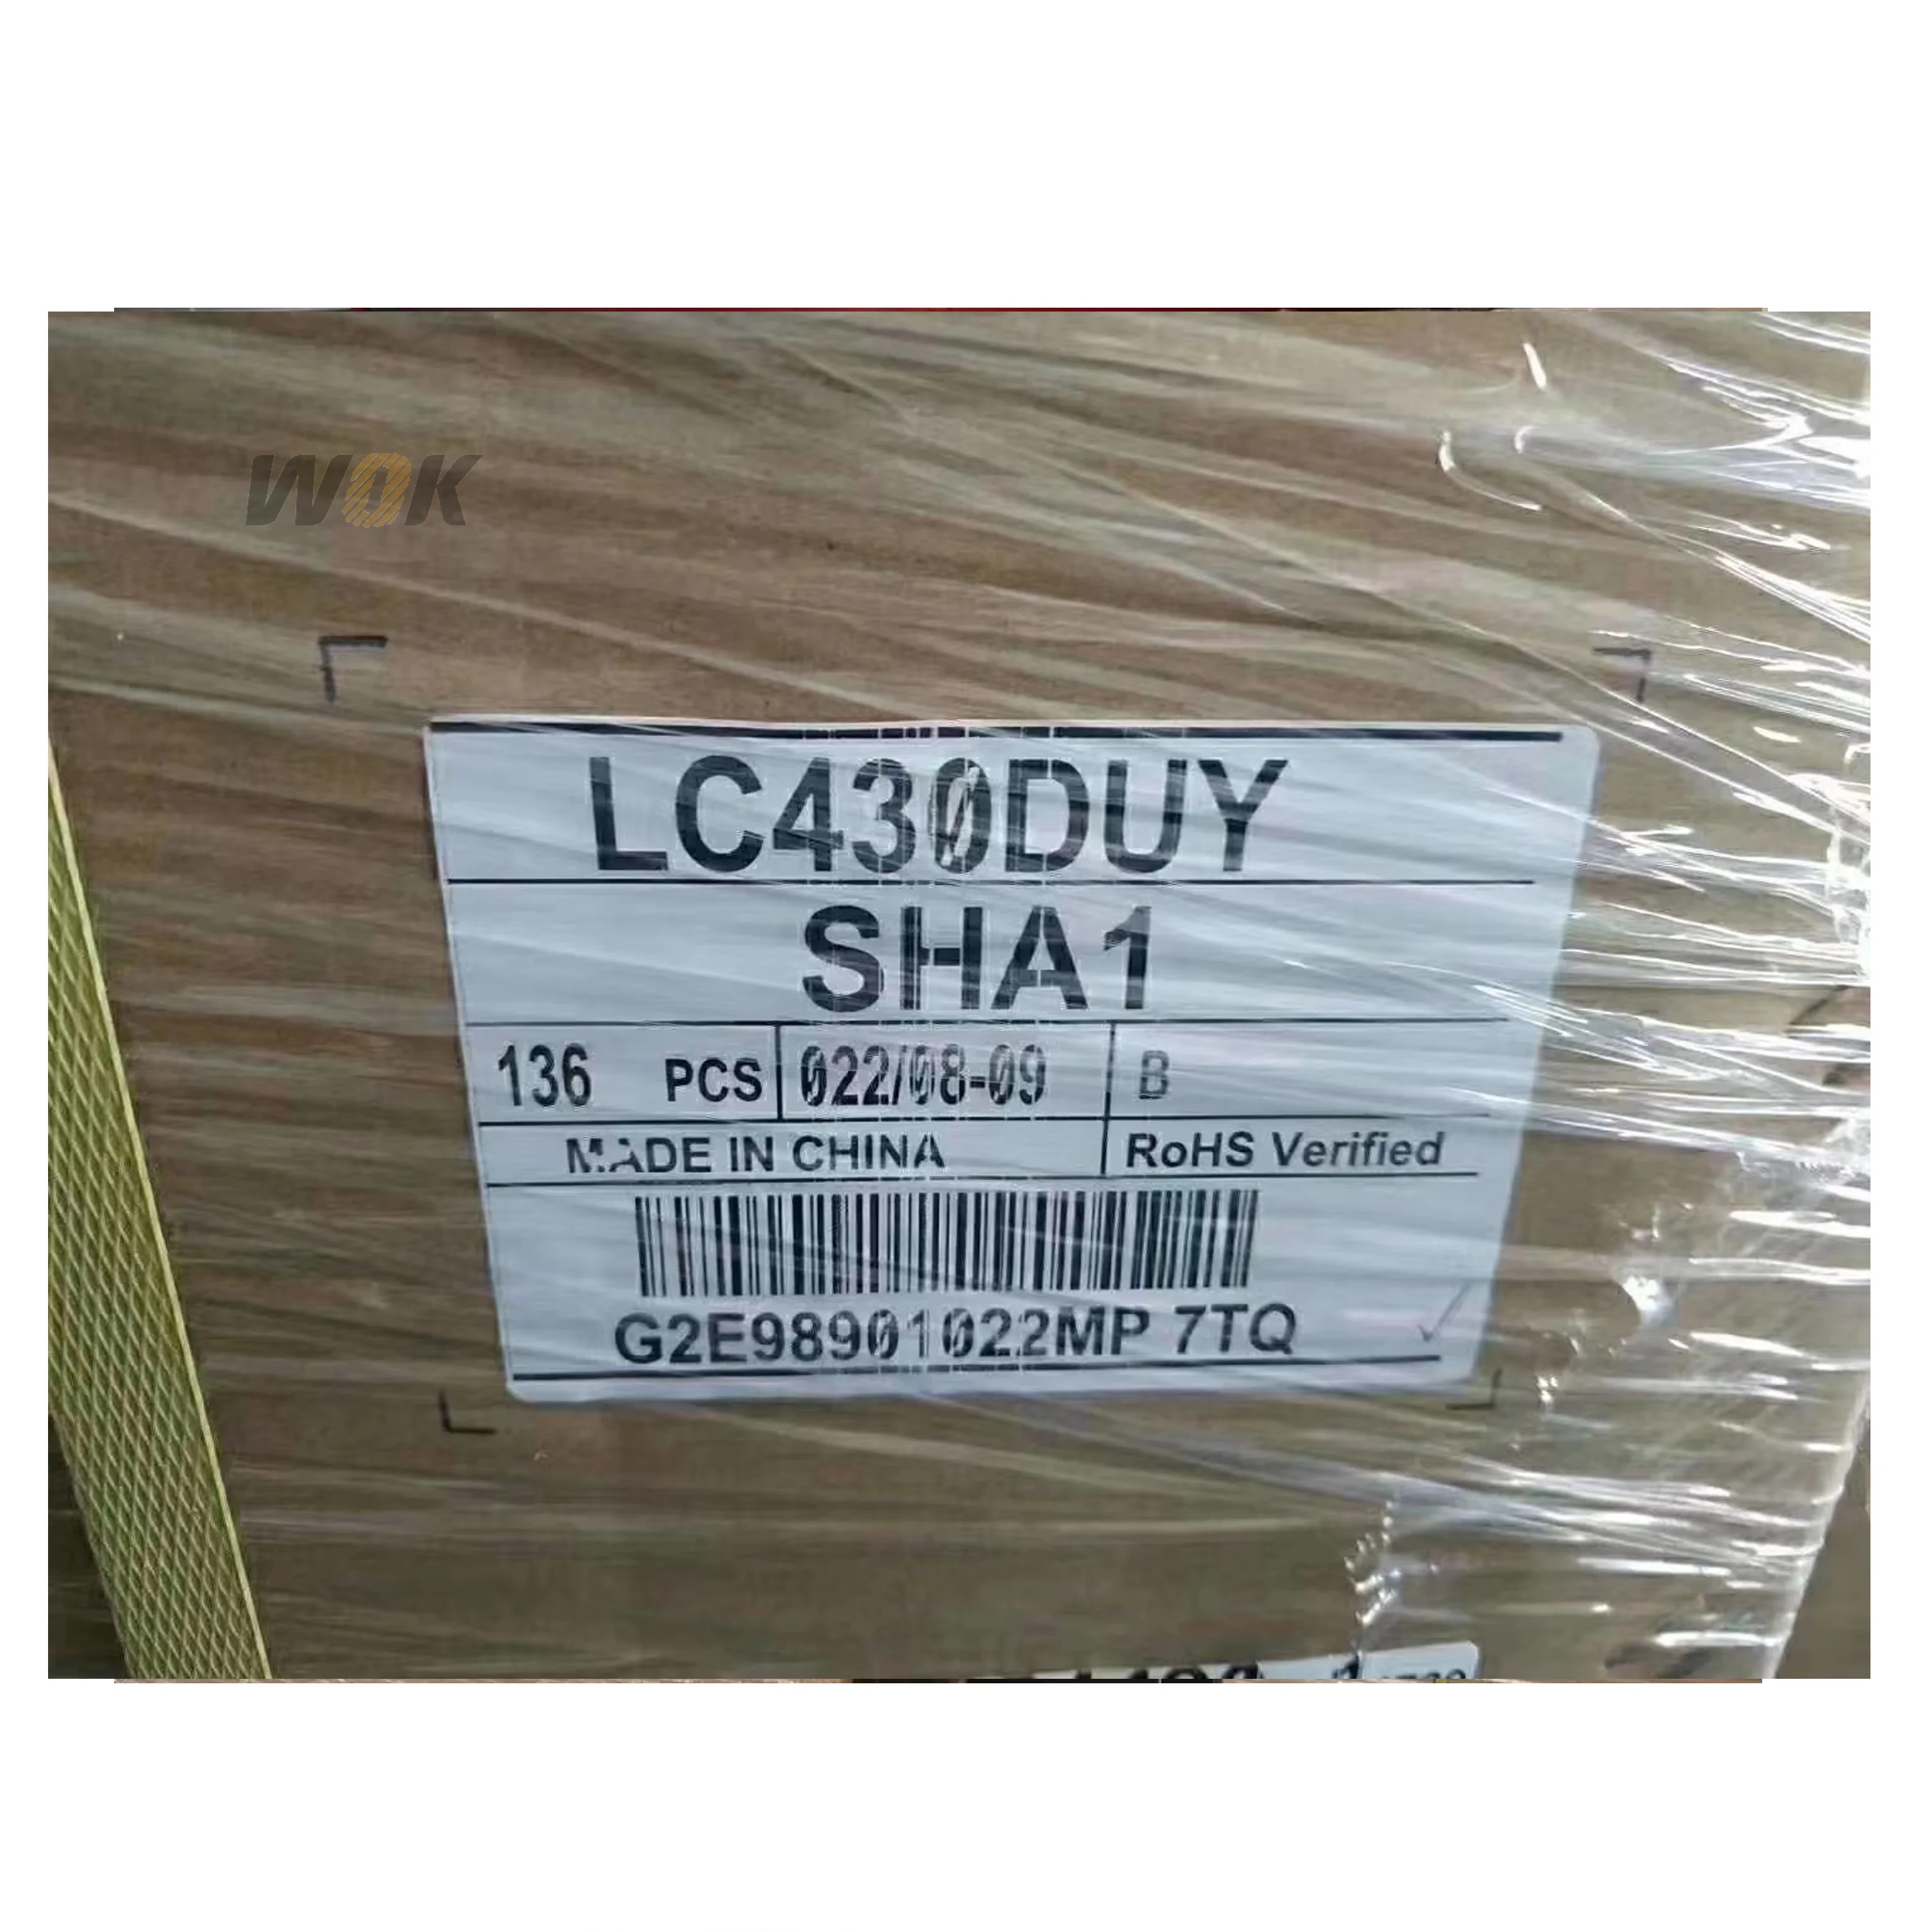 WOK
LC430DUY
SHA1
136 PCS 022/08-09 B
MADE IN CHINA RoHS Verified
G2E98901022MP 7TQ